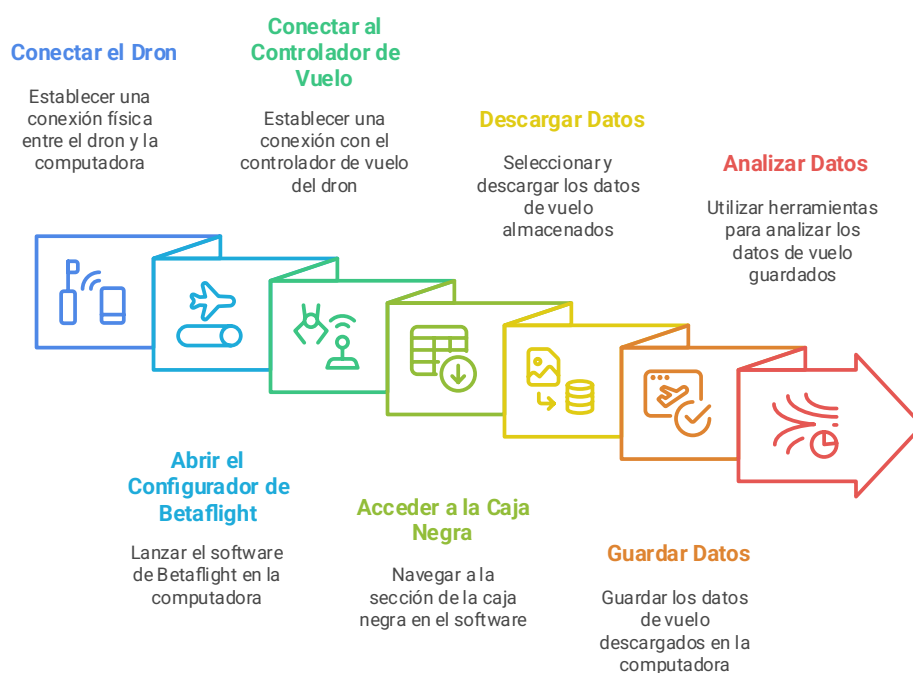 Conectar el Dron
Establecer una
conexión física
entre el dron y la
computadora
Abrir el
Configurador de
Betaflight
Lanzar el software
de Betaflight en la
computadora
Conectar al
Controlador de
Vuelo
Establecer una
conexión con el
controlador de vuelo
del dron
Acceder a la Caja
Negra
Navegar a la
sección de la caja
negra en el software
Descargar Datos
Seleccionar y
descargar los datos
de vuelo
almacenados
Guardar Datos
Guardar los datos
de vuelo
descargados en la
computadora
Analizar Datos
Utilizar herramientas
para analizar los
datos de vuelo
guardados